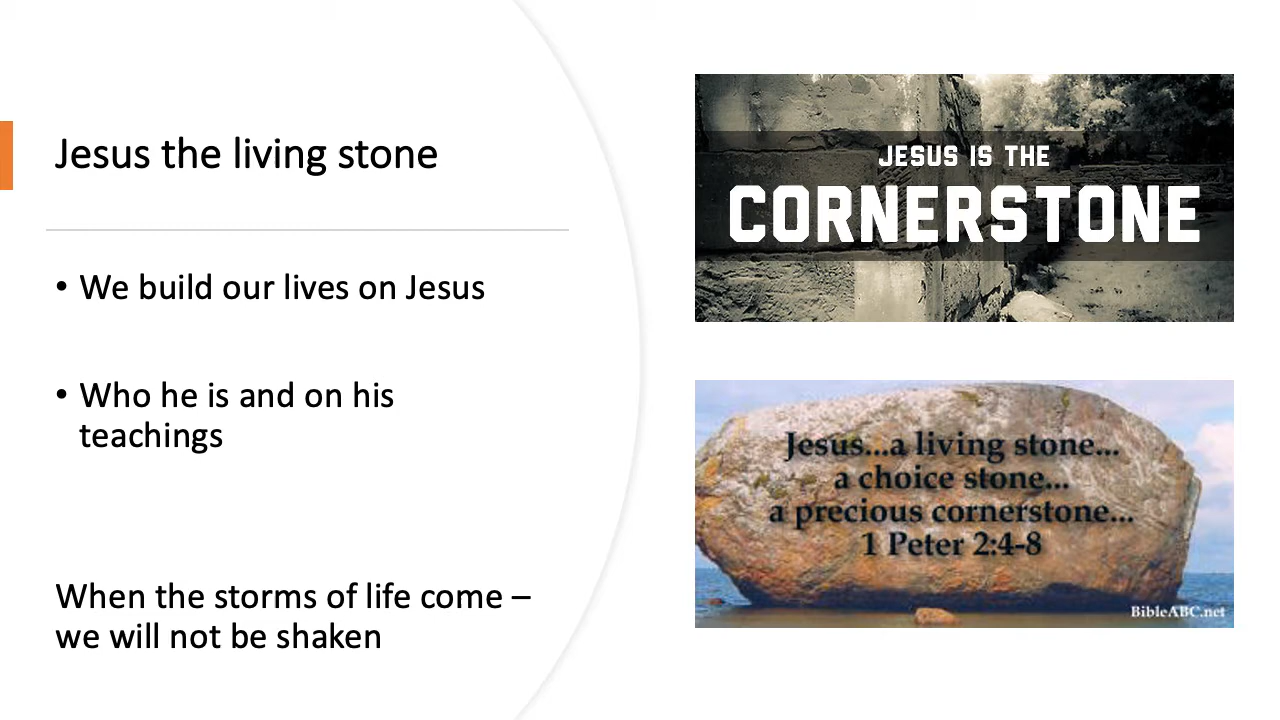 Jesus the living stone
• We build our lives on Jesus
• Who he is and on his
teachings
When the storms of life come –
we will not be shaken
JESUS IS THE
CORNERSTONE
Jesus...a living stone...
a choice stone...
a precious cornerstone...
1 Peter 2:4-8
BibleABC.net